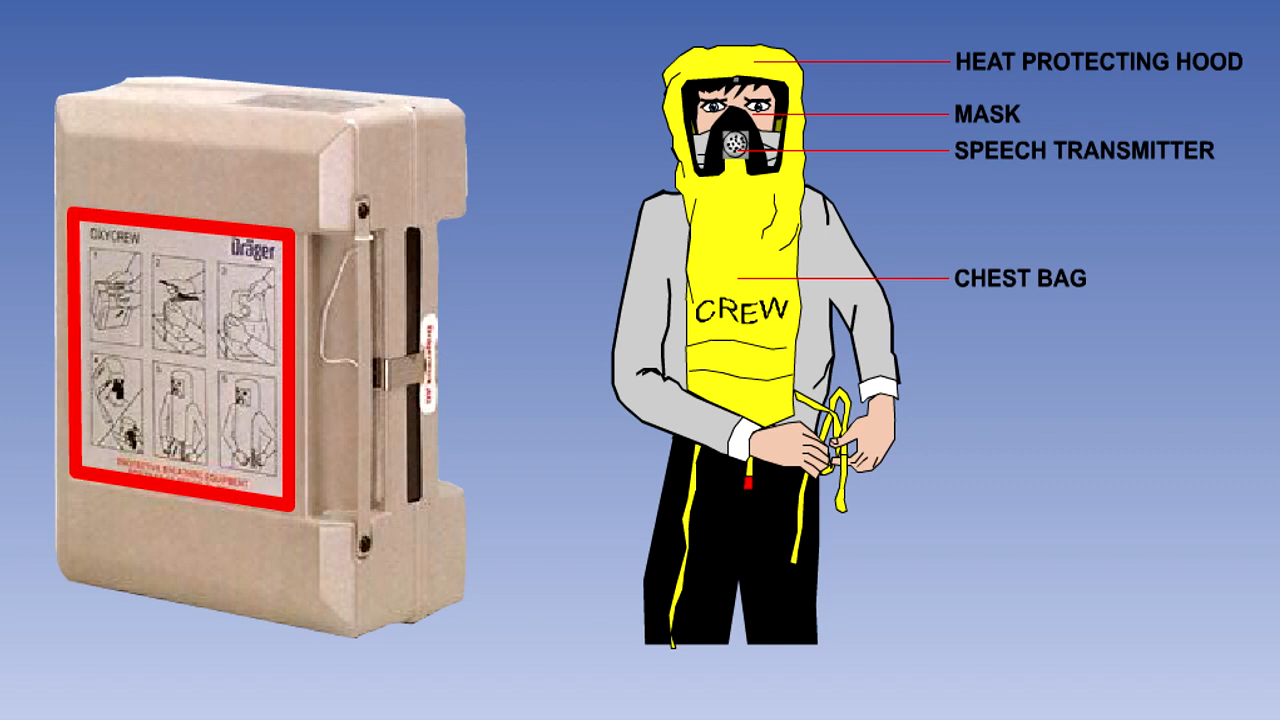 OXYCREW
Dräger
1
2
3
4
5
6
PROTECTIVE BREATHING EQUIPMENT
HEAT PROTECTING HOOD
MASK
SPEECH TRANSMITTER
CHEST BAG
CREW